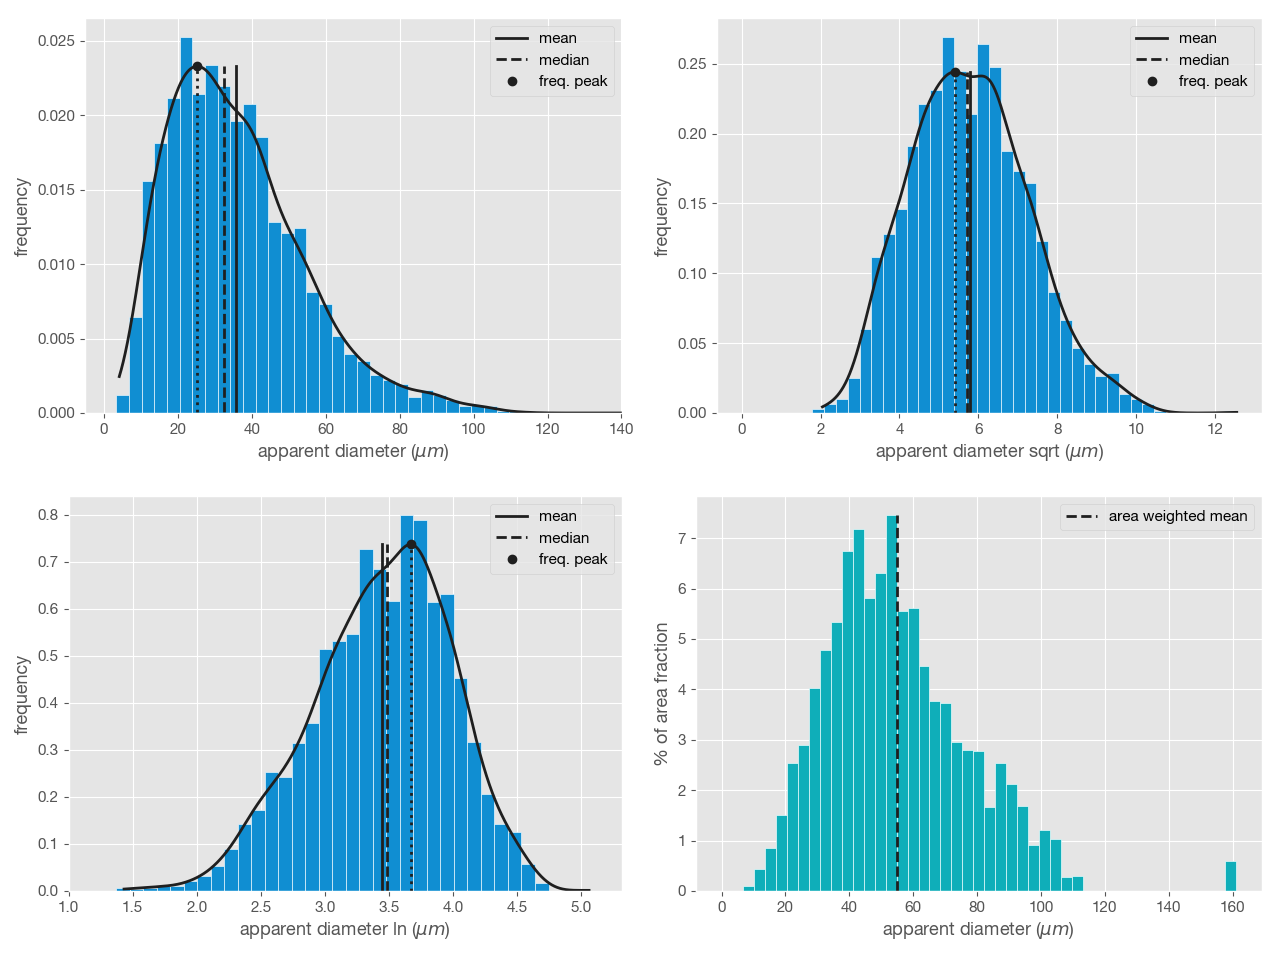 0.025
0.020
0.015
0.010
0.005
0.000
frequency
0 20 40 60 80 100 120 140
apparent diameter (μm)
mean
median
freq. peak
0.25
0.20
0.15
0.10
0.05
0.00
frequency
0 2 4 6 8 10 12
apparent diameter sqrt (μm)
mean
median
freq. peak
0.8
0.7
0.6
0.5
0.4
0.3
0.2
0.1
0.0
frequency
1.0 1.5 2.0 2.5 3.0 3.5 4.0 4.5 5.0
apparent diameter ln (μm)
mean
median
freq. peak
7
6
5
4
3
2
1
0
% of area fraction
0 20 40 60 80 100 120 140 160
apparent diameter (μm)
area weighted mean